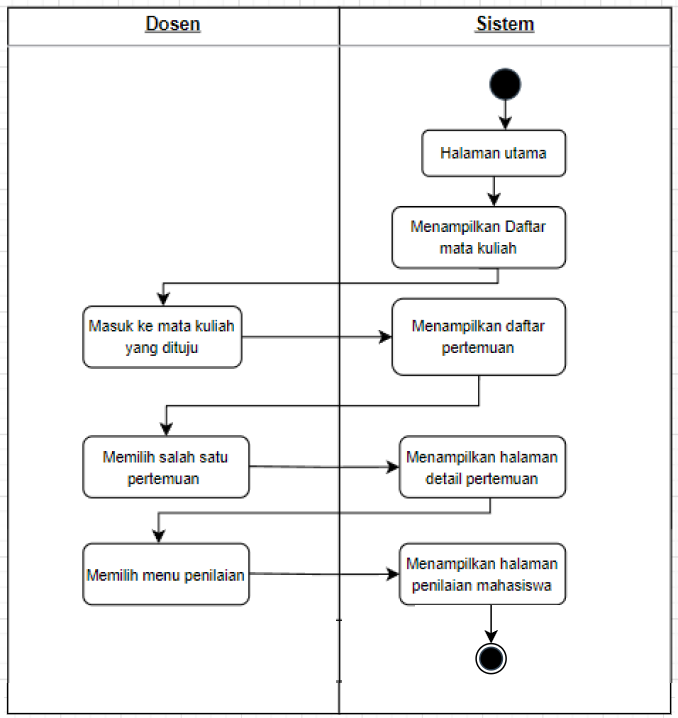 Dosen
Sistem
Halaman utama
Menampilkan Daftar
mata kuliah
Masuk ke mata kuliah
yang dituju
Menampilkan daftar
pertemuan
Memilih salah satu
pertemuan
Menampilkan halaman
detail pertemuan
Memilih menu penilaian
Menampilkan halaman
penilaian mahasiswa